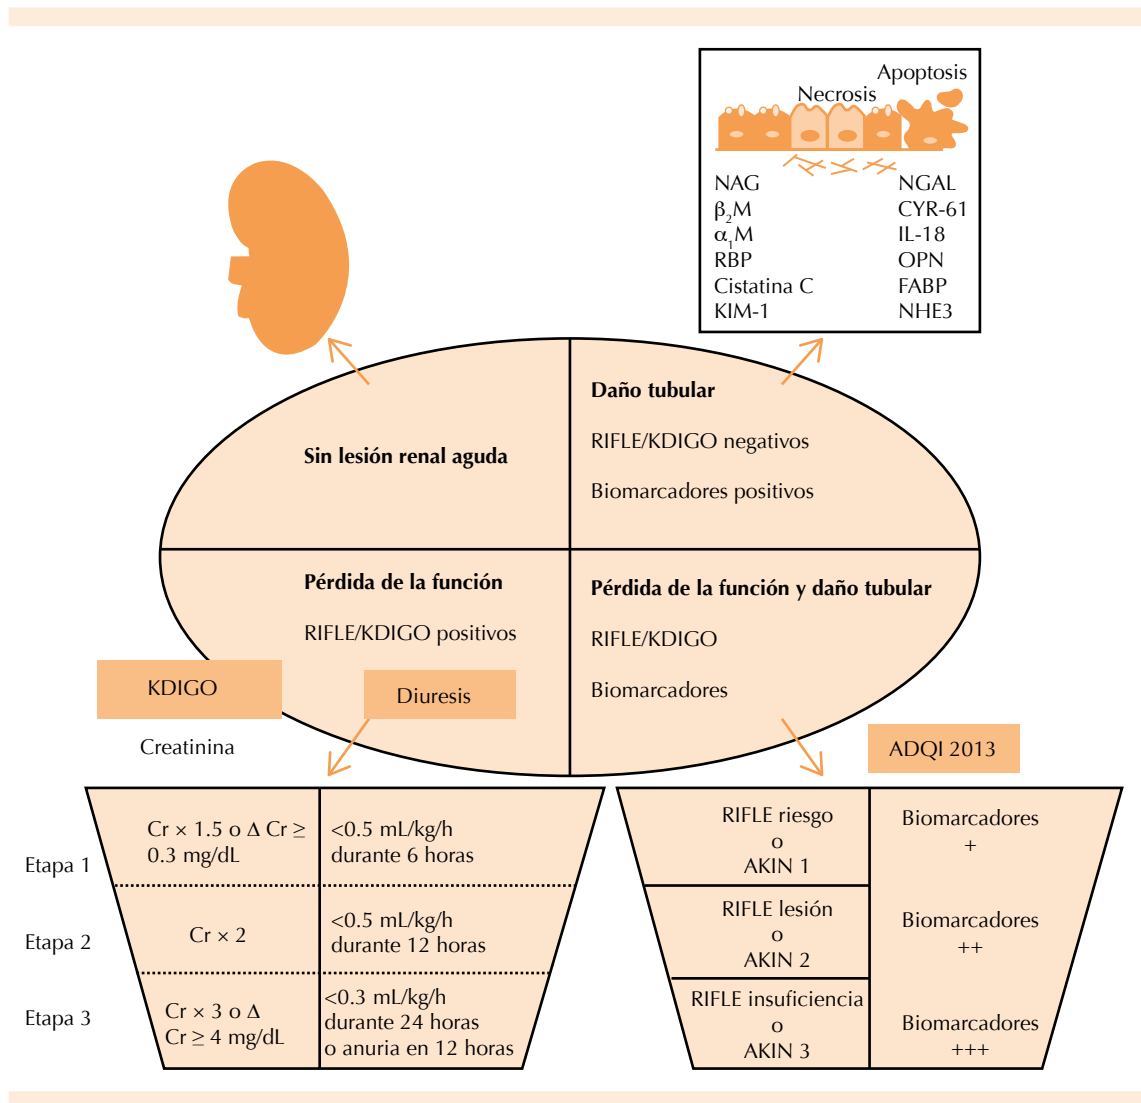 Apoptosis
Necrosis
NAG
β₂M
α₁M
RBP
Cistatina C
KIM-1
NGAL
CYR-61
IL-18
OPN
FABP
NHE3
Sin lesión renal aguda
Daño tubular
RIFLE/KDIGO negativos
Biomarcadores positivos
Pérdida de la función
RIFLE/KDIGO positivos
Pérdida de la función y daño tubular
RIFLE/KDIGO
Biomarcadores
KDIGO
Diuresis
Creatinina
ADQI 2013
Etapa 1
Cr × 1.5 o Δ Cr ≥
0.3 mg/dL
<0.5 mL/kg/h
durante 6 horas
Etapa 2
Cr × 2
<0.5 mL/kg/h
durante 12 horas
Etapa 3
Cr × 3 o Δ
Cr ≥ 4 mg/dL
<0.3 mL/kg/h
durante 24 horas
o anuria en 12 horas
RIFLE riesgo
o
AKIN 1
Biomarcadores
+
RIFLE lesión
o
AKIN 2
Biomarcadores
++
RIFLE insuficiencia
o
AKIN 3
Biomarcadores
+++